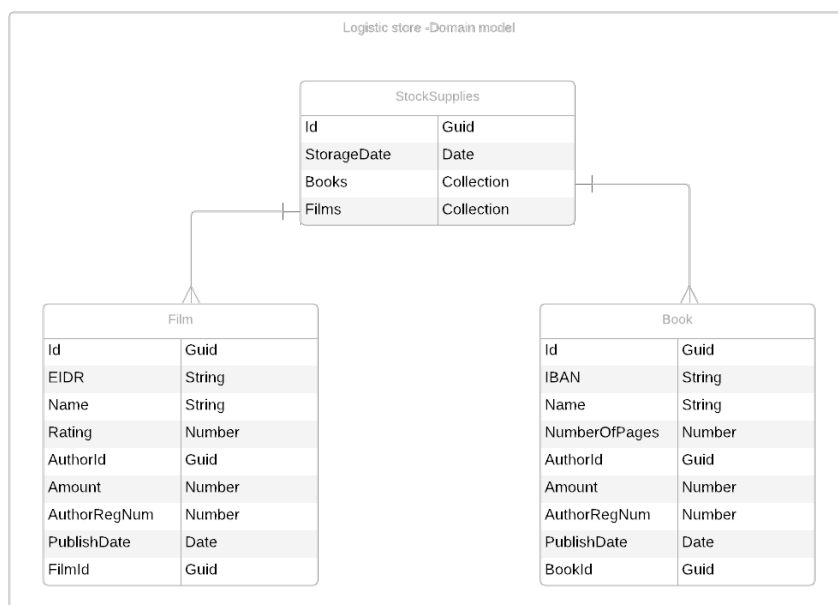 Logistic store -Domain model
StockSupplies
Id Guid
StorageDate Date
Books Collection
Films Collection
Film
Id Guid
EIDR String
Name String
Rating Number
AuthorId Guid
Amount Number
AuthorRegNum Number
PublishDate Date
FilmId Guid
Book
Id Guid
IBAN String
Name String
NumberOfPages Number
AuthorId Guid
Amount Number
AuthorRegNum Number
PublishDate Date
BookId Guid